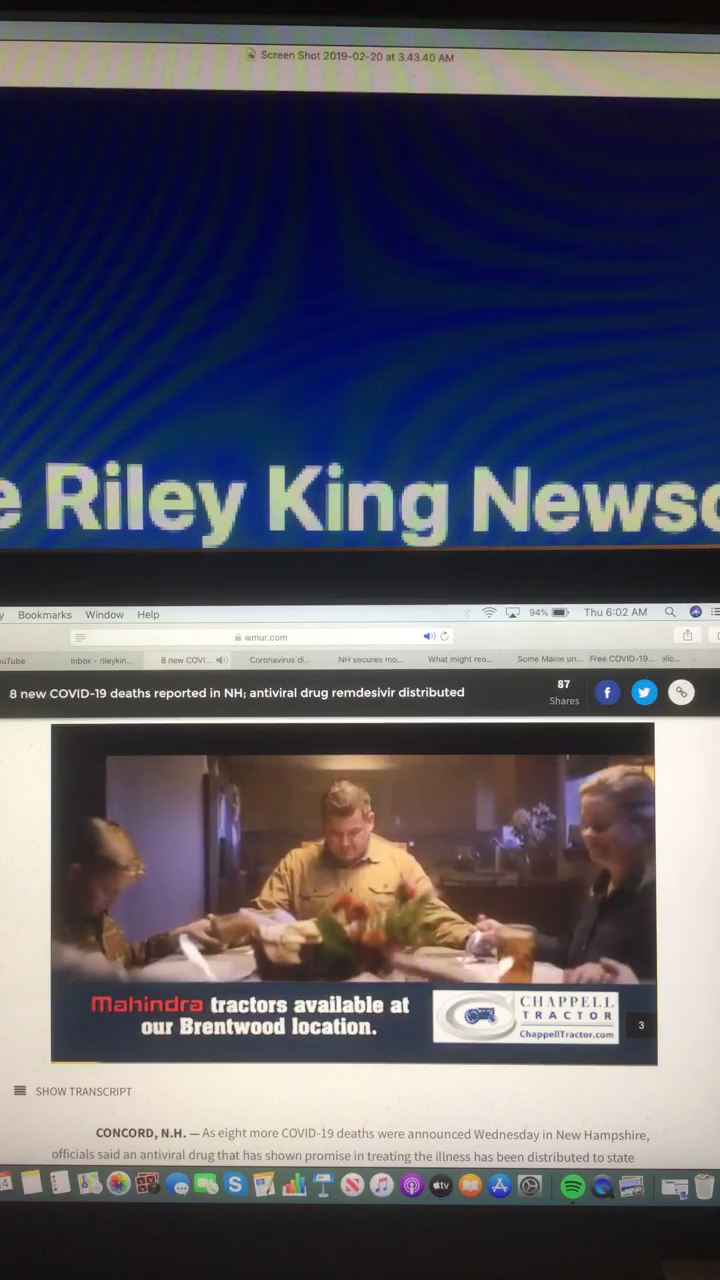 Screen Shot 2019-02-20 at 3.43.40 AM
e Riley King Newsc
Bookmarks Window Help 94% Thu 6:02 AM
wmur.com
uTube Inbox - rileykin... 8 new COVI... Coronavirus di... NH secures mo... What might reo... Some Maine un... Free COVID-19...
8 new COVID-19 deaths reported in NH; antiviral drug remdesivir distributed
87
Shares
Mahindra tractors available at
our Brentwood location.
CHAPPELL
TRACTOR
ChappellTractor.com
3
SHOW TRANSCRIPT
CONCORD, N.H. — As eight more COVID-19 deaths were announced Wednesday in New Hampshire,
officials said an antiviral drug that has shown promise in treating the illness has been distributed to state
tv